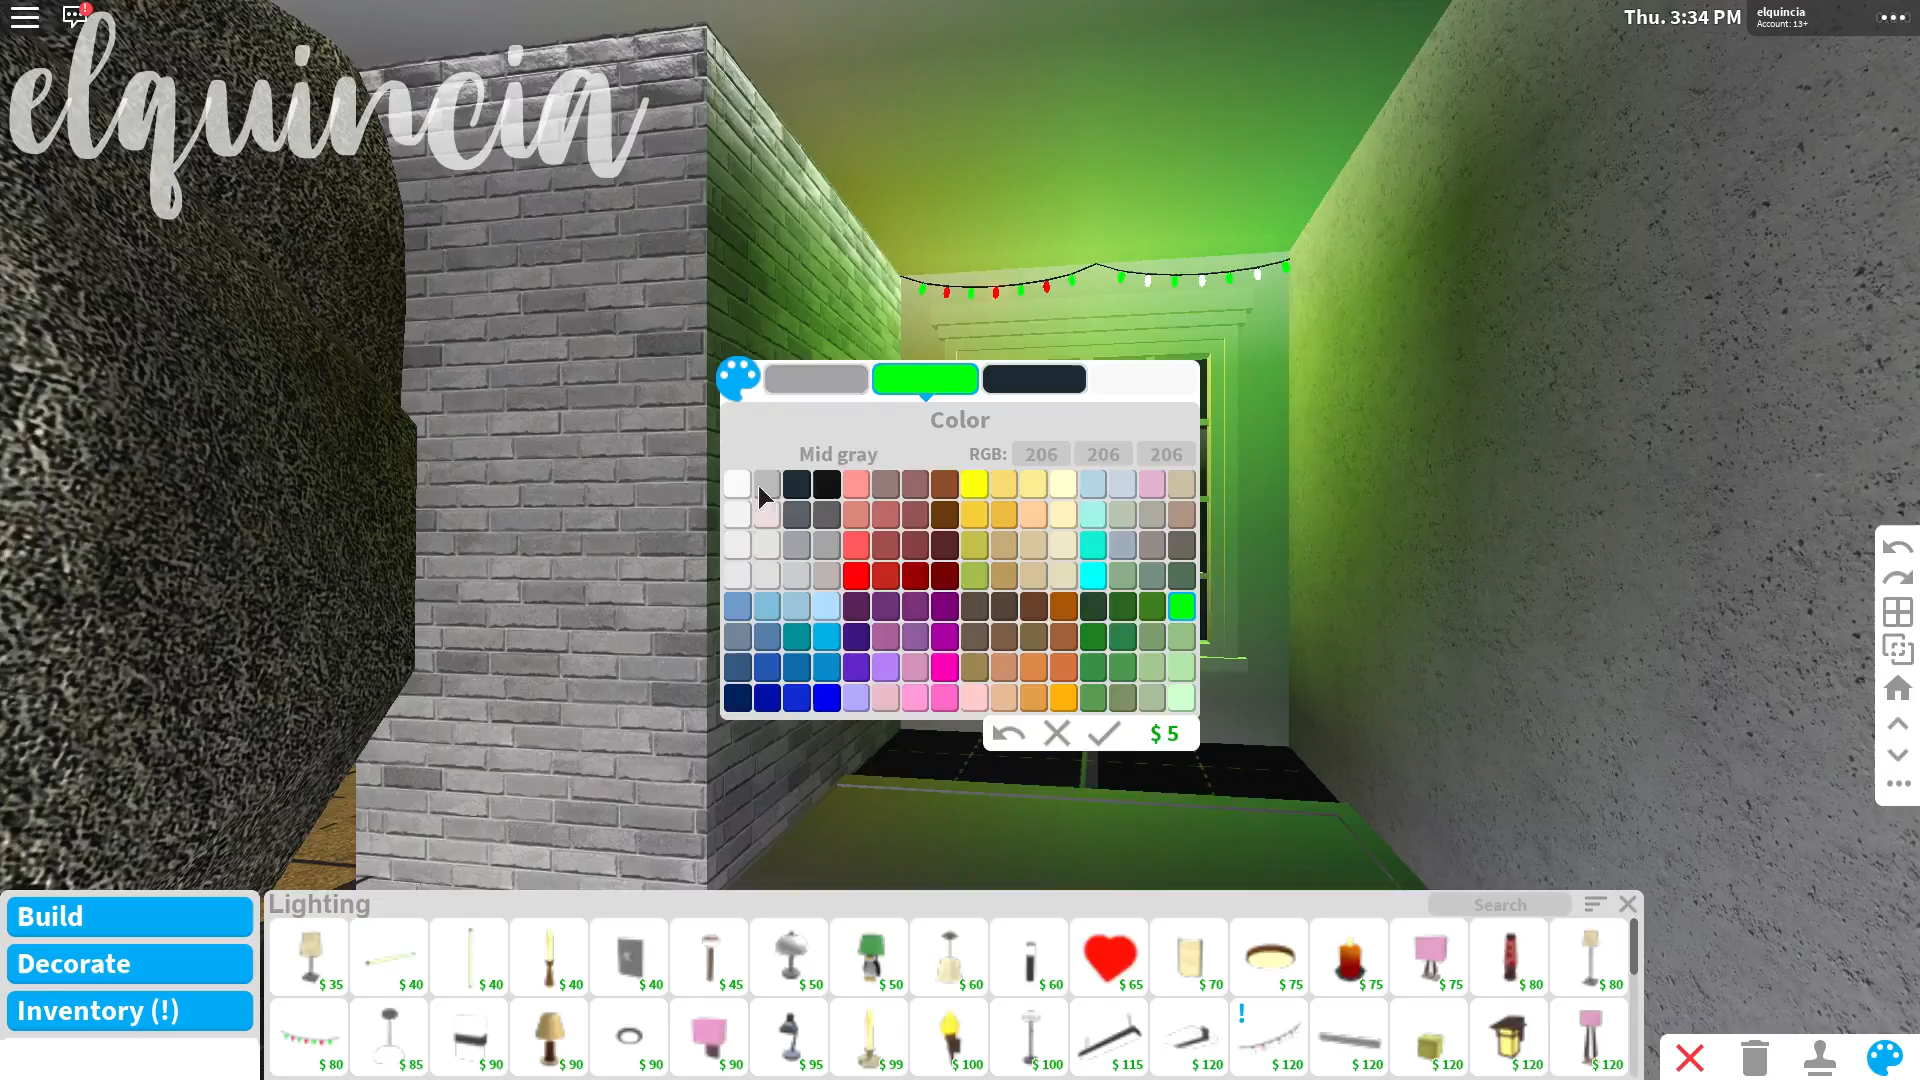 Thu. 3:34 PM
elquincia
Account: 13+
elquincia
Color
Mid gray
RGB: 206 206 206
$ 5
Build
Decorate
Inventory (!)
Lighting
Search
$ 35 $ 40 $ 40 $ 40 $ 40 $ 45 $ 50 $ 50 $ 60 $ 60 $ 65 $ 70 $ 75 $ 75 $ 75 $ 80 $ 80
!
$ 80 $ 85 $ 90 $ 90 $ 90 $ 90 $ 95 $ 99 $ 100 $ 100 $ 115 $ 120 $ 120 $ 120 $ 120 $ 120 $ 120